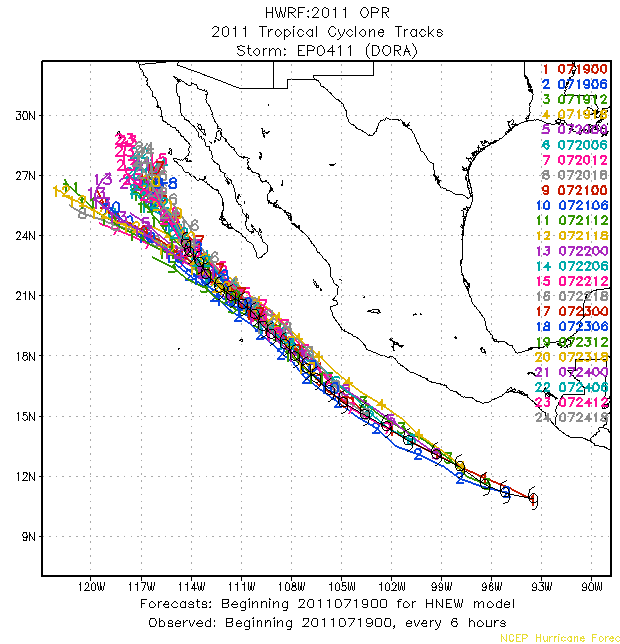 HWRF:2011 OPR
2011 Tropical Cyclone Tracks
Storm: EP0411 (DORA)
1 071900
2 071906
3 071912
4 071918
5 072000
6 072006
7 072012
8 072018
9 072100
10 072106
11 072112
12 072118
13 072200
14 072206
15 072212
16 072218
17 072300
18 072306
19 072312
20 072318
21 072400
22 072406
23 072412
24 072418
30N
27N
24N
21N
18N
15N
12N
9N
120W 117W 114W 111W 108W 105W 102W 99W 96W 93W 90W
Forecasts: Beginning 2011071900 for HNEW model
Observed: Beginning 2011071900, every 6 hours
NCEP Hurricane Forec